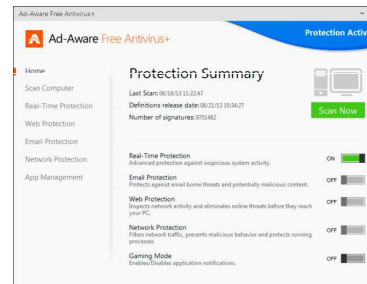 Ad-Aware Free Antivirus+
Ad-Aware Free Antivirus+
Protection Activ
Home
Scan Computer
Real-Time Protection
Web Protection
Email Protection
Network Protection
App Management
Protection Summary
Last Scan: 08/19/13 11:22:47
Definitions release date: 08/21/13 10:34:27
Number of signatures: 9751482
Scan Now
Real-Time Protection
Advanced protection against suspicious system activity.
ON
Email Protection
Protects against email borne threats and potentially malicious content.
OFF
Web Protection
Inspects network activity and eliminates online threats before they reach
your PC.
OFF
Network Protection
Filters network traffic, prevents malicious behavior and protects running
processes.
OFF
Gaming Mode
Enables/Disables application notifications.
OFF